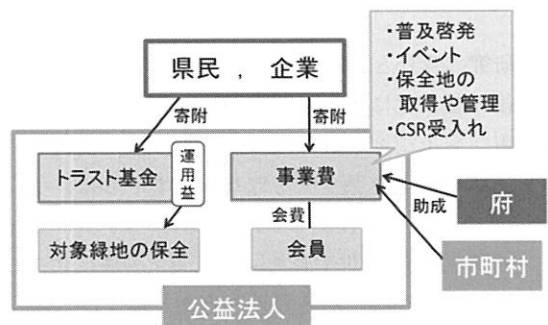 ・普及啓発
・イベント
・保全地の
取得や管理
・CSR受入れ
県民 ， 企業
寄附
寄附
トラスト基金
運用益
事業費
助成
府
会費
対象緑地の保全
会員
市町村
公益法人